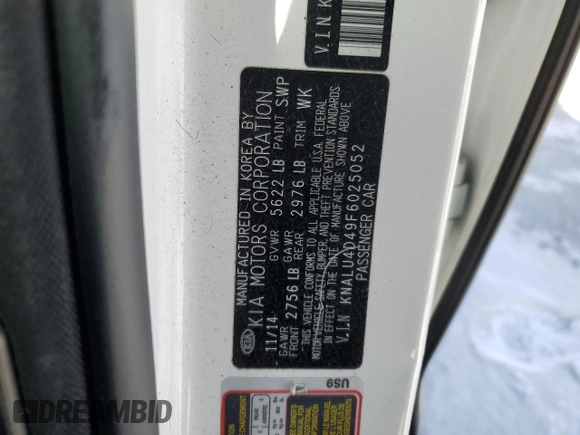 V.I.N K
MANUFACTURED IN KOREA BY
KIA MOTORS CORPORATION
11/14 GVWR 5622 LB PAINT SWP
GAWR FRONT 2756 LB GAWR REAR 2976 LB TRIM WK
THIS VEHICLE CONFORMS TO ALL APPLICABLE U.S.A. FEDERAL
MOTOR VEHICLE SAFETY, BUMPER, AND THEFT PREVENTION STANDARDS
IN EFFECT ON THE DATE OF MANUFACTURE SHOWN ABOVE
V.I.N KNALU4D49F6025052
PASSENGER CAR
KIA
US9
DREAMBID